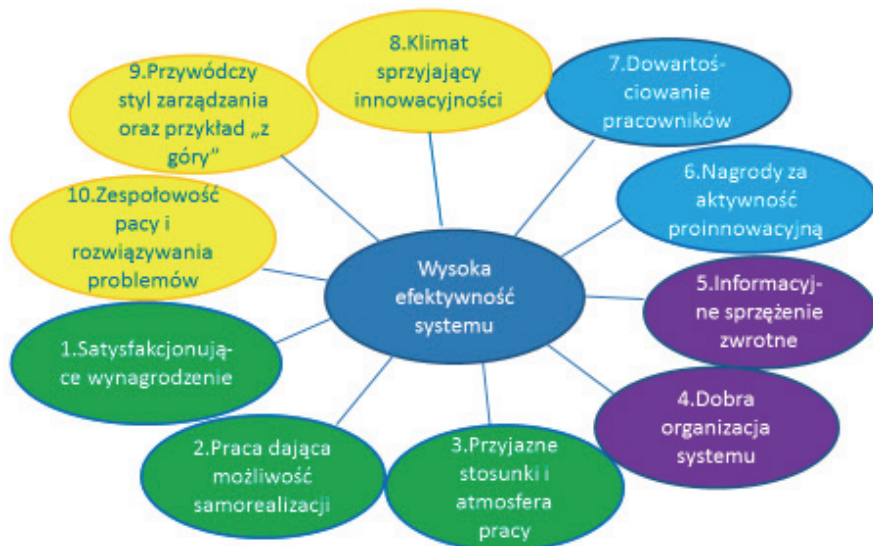 8.Klimat
sprzyjający
innowacyjności
9.Przywódczy
styl zarządzania
oraz przykład „z
góry”
7.Dowartoś-
ciowanie
pracowników
10.Zespołowość
pacy i
rozwiązywania
problemów
6.Nagrody za
aktywność
proinnowacyjną
Wysoka
efektywność
systemu
5.Informacyj-
ne sprzężenie
zwrotne
1.Satysfakcjonują-
ce wynagrodzenie
4.Dobra
organizacja
systemu
2.Praca dająca
możliwość
samorealizacji
3.Przyjazne
stosunki i
atmosfera
pracy